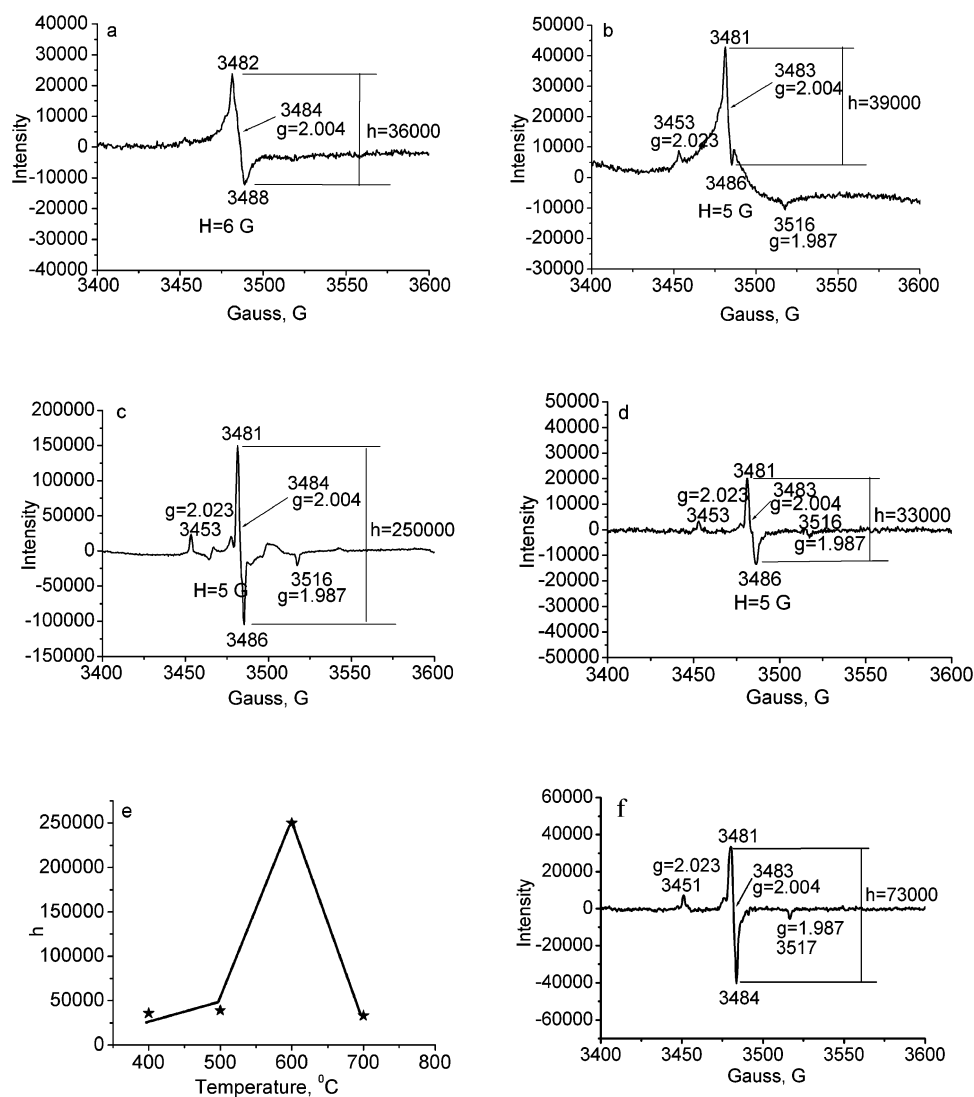 a
40000
30000
20000
10000
0
-10000
-20000
-30000
40000
Intensity
3482
3484
g=2.004
h=36000
3488
H=6 G
3400 3450 3500 3550 3600
Gauss, G
b
50000
40000
30000
20000
10000
0
-10000
-20000
-30000
Intensity
3481
3483
g=2.004
h=39000
3453
g=2.023
3486
H=5 G
3516
g=1.987
3400 3450 3500 3550 3600
Gauss, G
c
200000
150000
100000
50000
0
-50000
-100000
-150000
Intensity
3481
3484
g=2.004
g=2.023
3453
h=250000
H=5 G
3516
g=1.987
3486
3400 3450 3500 3550 3600
Gauss, G
d
50000
40000
30000
20000
10000
0
-10000
-20000
-30000
-40000
-50000
Intensity
3481
g=2.023
3453
3483
g=2.004
3516
g=1.987
h=33000
3486
H=5 G
3400 3450 3500 3550 3600
Gauss, G
e
250000
200000
150000
100000
50000
0
h
400 500 600 700 800
Temperature, ⁰C
f
60000
40000
20000
0
-20000
-40000
-60000
Intensity
3481
g=2.023
3451
3483
g=2.004
h=73000
g=1.987
3517
3484
3400 3450 3500 3550 3600
Gauss, G